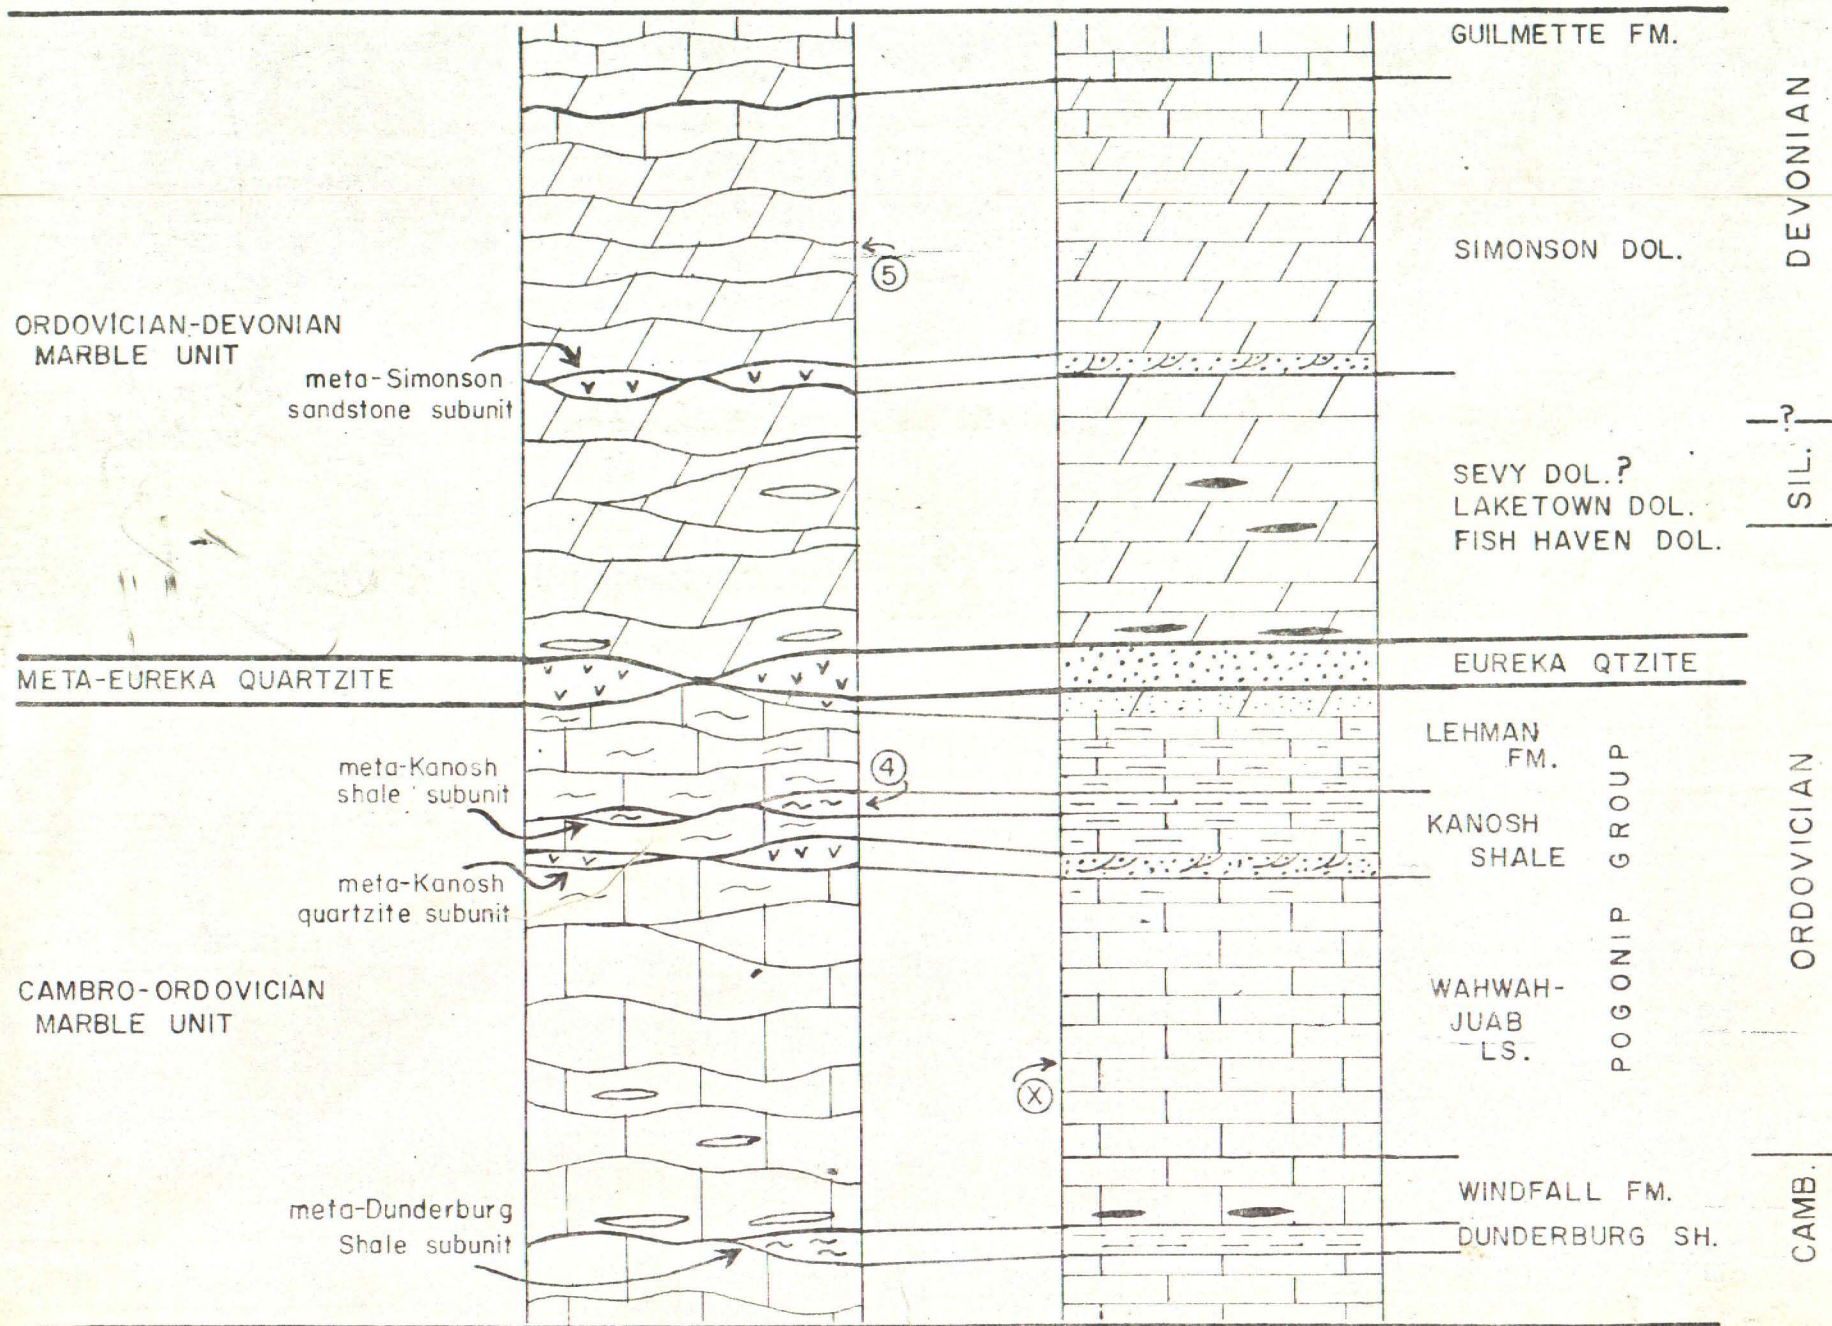 GUILMETTE FM.
DEVONIAN
SIMONSON DOL.
5
ORDOVICIAN-DEVONIAN
MARBLE UNIT
meta-Simonson
sandstone subunit
?
SIL.
SEVY DOL.?
LAKETOWN DOL.
FISH HAVEN DOL.
META-EUREKA QUARTZITE
EUREKA QTZITE
LEHMAN
FM.
meta-Kanosh
shale subunit
4
KANOSH
SHALE
POGONIP GROUP
ORDOVICIAN
meta-Kanosh
quartzite subunit
CAMBRO-ORDOVICIAN
MARBLE UNIT
WAHWAH-
JUAB
LS.
X
meta-Dunderburg
Shale subunit
WINDFALL FM.
DUNDERBURG SH.
CAMB.